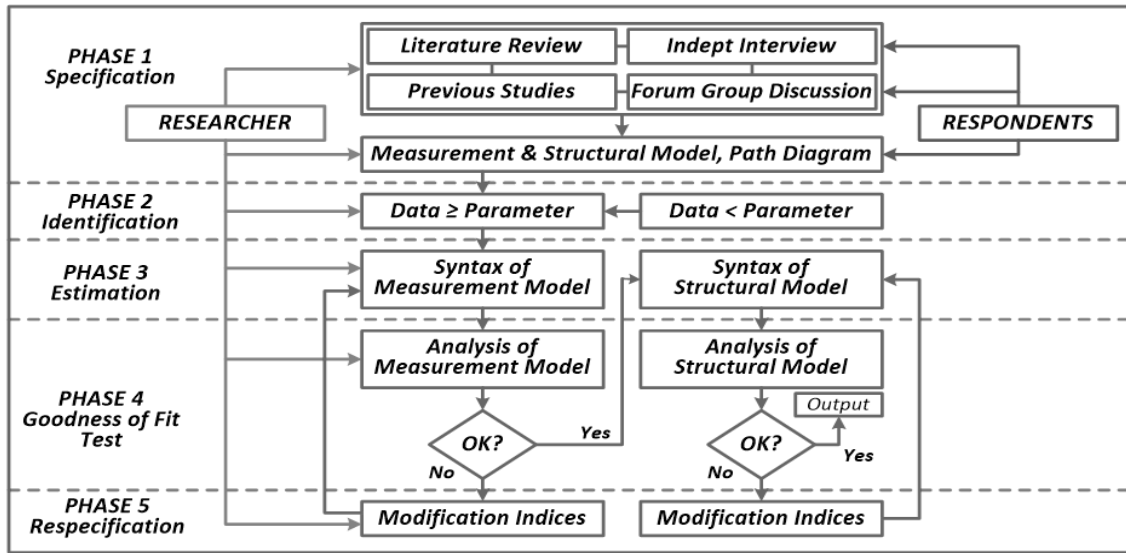 PHASE 1
Specification
Literature Review
Indept Interview
Previous Studies
Forum Group Discussion
RESEARCHER
RESPONDENTS
Measurement & Structural Model, Path Diagram
PHASE 2
Identification
Data ≥ Parameter
Data < Parameter
PHASE 3
Estimation
Syntax of
Measurement Model
Syntax of
Structural Model
PHASE 4
Goodness of Fit
Test
Analysis of
Measurement Model
Analysis of
Structural Model
Output
OK?
Yes
No
OK?
Yes
No
PHASE 5
Respecification
Modification Indices
Modification Indices